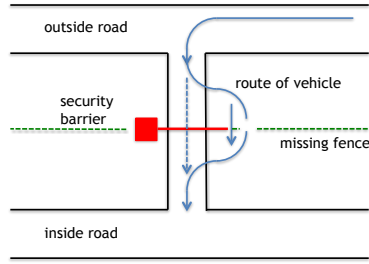 outside road
route of vehicle
security
barrier
missing fence
inside road